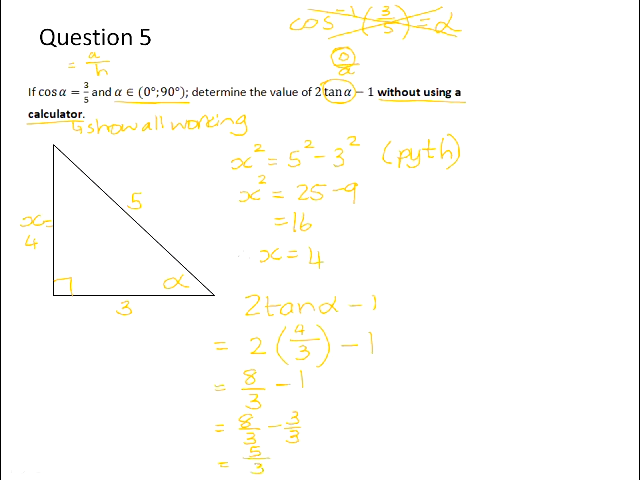 cos⁻¹(3/5) = α
Question 5
= a/h
o/a
If cos α = 3/5 and α ∈ (0°; 90°); determine the value of 2 tan α − 1 without using a
calculator.
↳ show all working
x² = 5² − 3² (pyth)
x² = 25 − 9
= 16
x = 4
5
x =
4
α
3
2tanα − 1
= 2(4/3) − 1
= 8/3 − 1
= 8/3 − 3/3
= 5/3